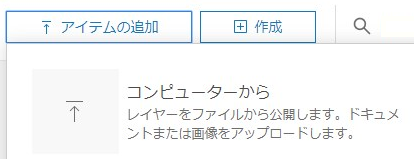 アイテムの追加
作成
コンピューターから
レイヤーをファイルから公開します。ドキュメ
ントまたは画像をアップロードします。